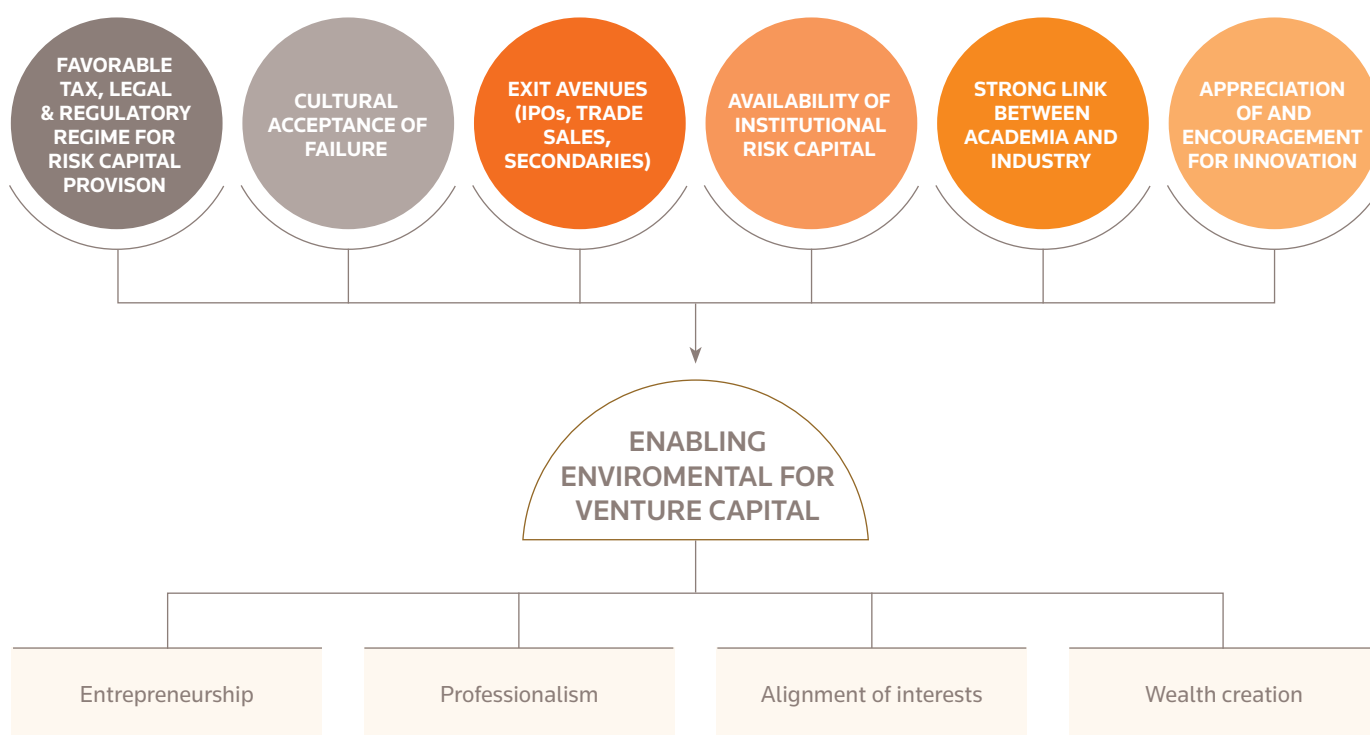 FAVORABLE
TAX, LEGAL
& REGULATORY
REGIME FOR
RISK CAPITAL
PROVISON
CULTURAL
ACCEPTANCE OF
FAILURE
EXIT AVENUES
(IPOs, TRADE
SALES,
SECONDARIES)
AVAILABILITY OF
INSTITUTIONAL
RISK CAPITAL
STRONG LINK
BETWEEN
ACADEMIA AND
INDUSTRY
APPRECIATION
OF AND
ENCOURAGEMENT
FOR INNOVATION
ENABLING
ENVIROMENTAL FOR
VENTURE CAPITAL
Entrepreneurship
Professionalism
Alignment of interests
Wealth creation